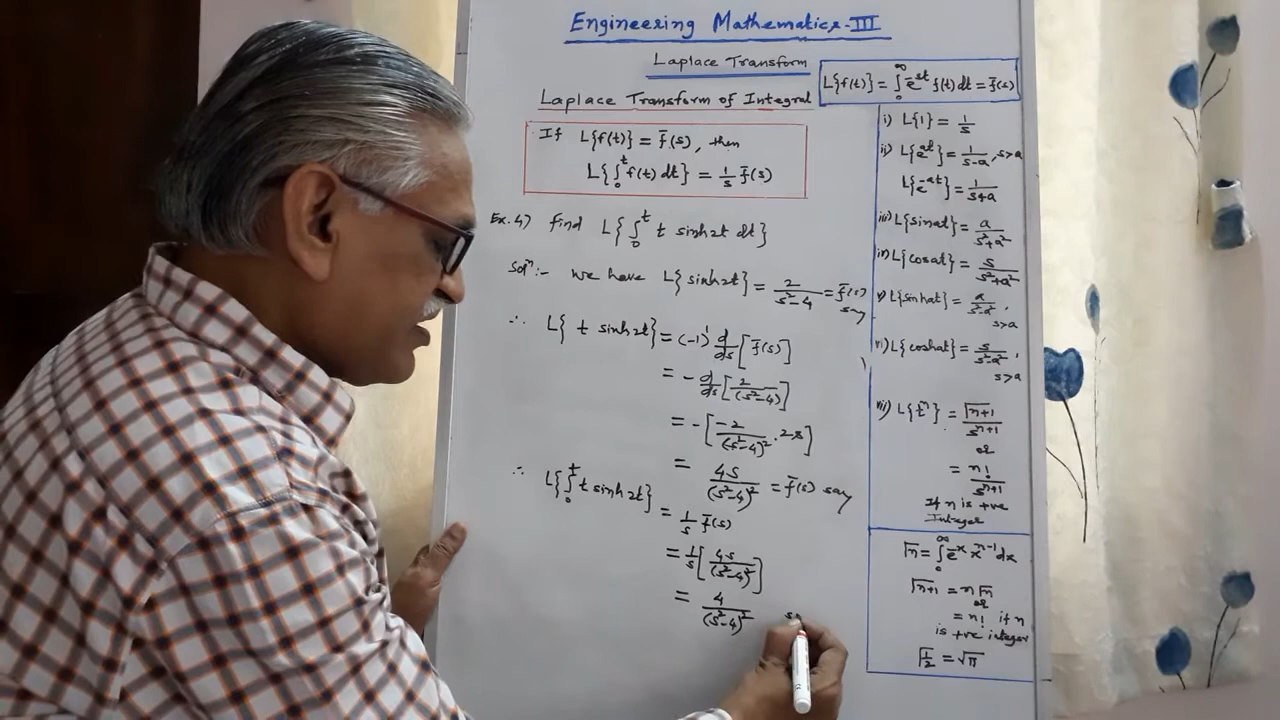 Engineering Mathematics-III
Laplace Transform
L{f(t)} = ∫₀^∞ e^-st f(t) dt = f̄(s)
Laplace Transform of Integral
If L{f(t)} = f̄(s), then
L{∫₀^t f(t) dt} = 1/s f̄(s)
Ex. 4) find L{∫₀^t t sinh2t dt}
Solⁿ:- we have L{sinh2t} = 2/(s²-4) = f̄(s) say
∴ L{t sinh2t} = (-1)¹ d/ds [f̄(s)]
= - d/ds [2/(s²-4)]
= - [-2/(s²-4)² . 2s]
= 4s/(s²-4)² = f̄(s) say
∴ L{∫₀^t t sinh2t} = 1/s f̄(s)
= 1/s [4s/(s²-4)²]
= 4/(s²-4)²
i) L{1} = 1/s
ii) L{e^at} = 1/(s-a), s>a
L{e^-at} = 1/(s+a)
iii) L{sinat} = a/(s²+a²)
iv) L{cosat} = s/(s²+a²)
v) L{sinhat} = a/(s²-a²), s>a
vi) L{coshat} = s/(s²-a²), s>a
vii) L{tⁿ} = Γn+1/s^n+1
or
= n!/s^n+1
If n is +ve
Integer
Γn = ∫₀^∞ e^-x x^n-1 dx
Γn+1 = nΓn
or
= n! if n
is +ve integer
Γ1/2 = √π